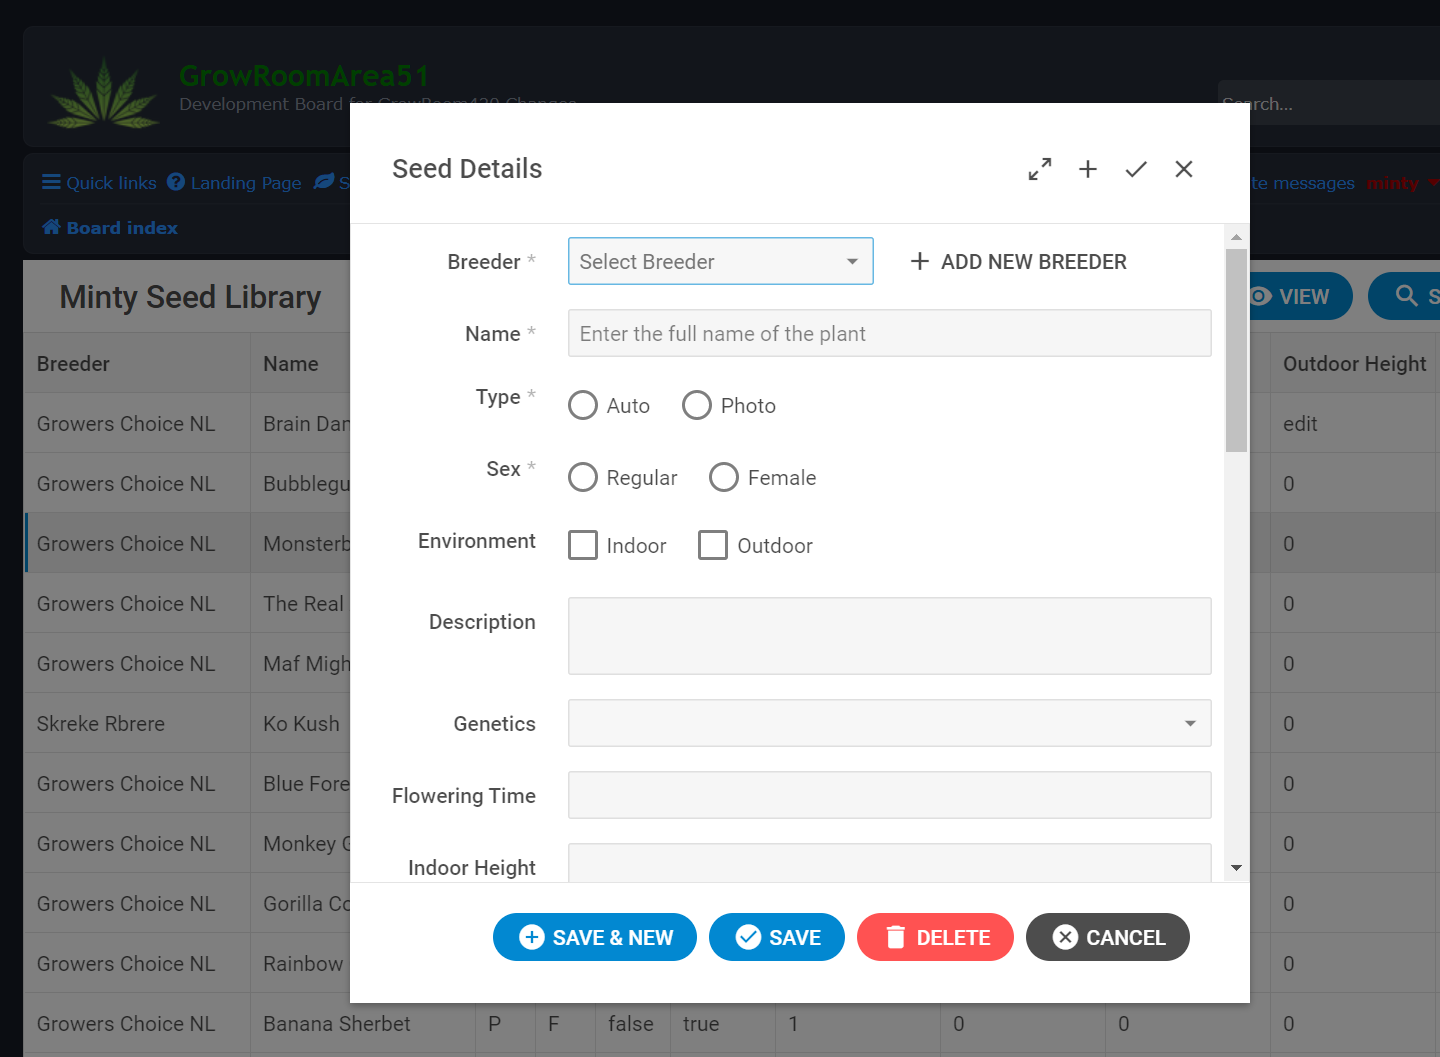 GrowRoomArea51
Development Board for GrowRoom420 Changes
Search...
Quick links Landing Page
te messages minty
Board index
Seed Details
Minty Seed Library
VIEW
Breeder *
Select Breeder
ADD NEW BREEDER
Name *
Enter the full name of the plant
Type *
Auto Photo
Sex *
Regular Female
Environment
Indoor Outdoor
Description
Genetics
Flowering Time
Indoor Height
SAVE & NEW SAVE DELETE CANCEL
Breeder Name Outdoor Height
Growers Choice NL Brain Dam edit
Growers Choice NL Bubblegu 0
Growers Choice NL Monsterb 0
Growers Choice NL The Real 0
Growers Choice NL Maf Migh 0
Skreke Rbrere Ko Kush 0
Growers Choice NL Blue Fore 0
Growers Choice NL Monkey G 0
Growers Choice NL Gorilla Co 0
Growers Choice NL Rainbow 0
Growers Choice NL Banana Sherbet P F false true 1 0 0 0